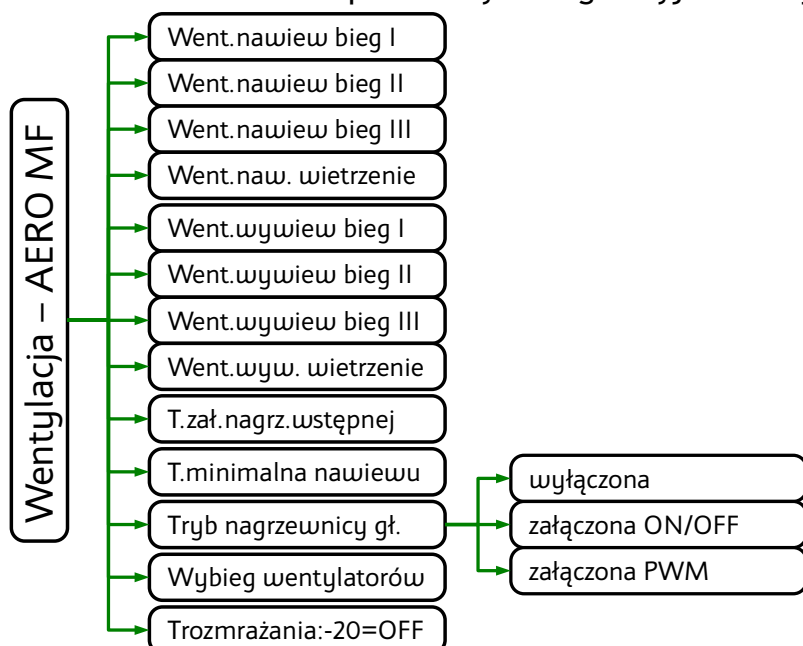 Wentylacja – AERO MF
Went.nawiew bieg I
Went.nawiew bieg II
Went.nawiew bieg III
Went.naw. wietrzenie
Went.wywiew bieg I
Went.wywiew bieg II
Went.wywiew bieg III
Went.wyw. wietrzenie
T.zał.nagrz.wstępnej
T.minimalna nawiewu
Tryb nagrzewnicy gł.
wyłączona
załączona ON/OFF
załączona PWM
Wybieg wentylatorów
Trozmrażania:-20=OFF